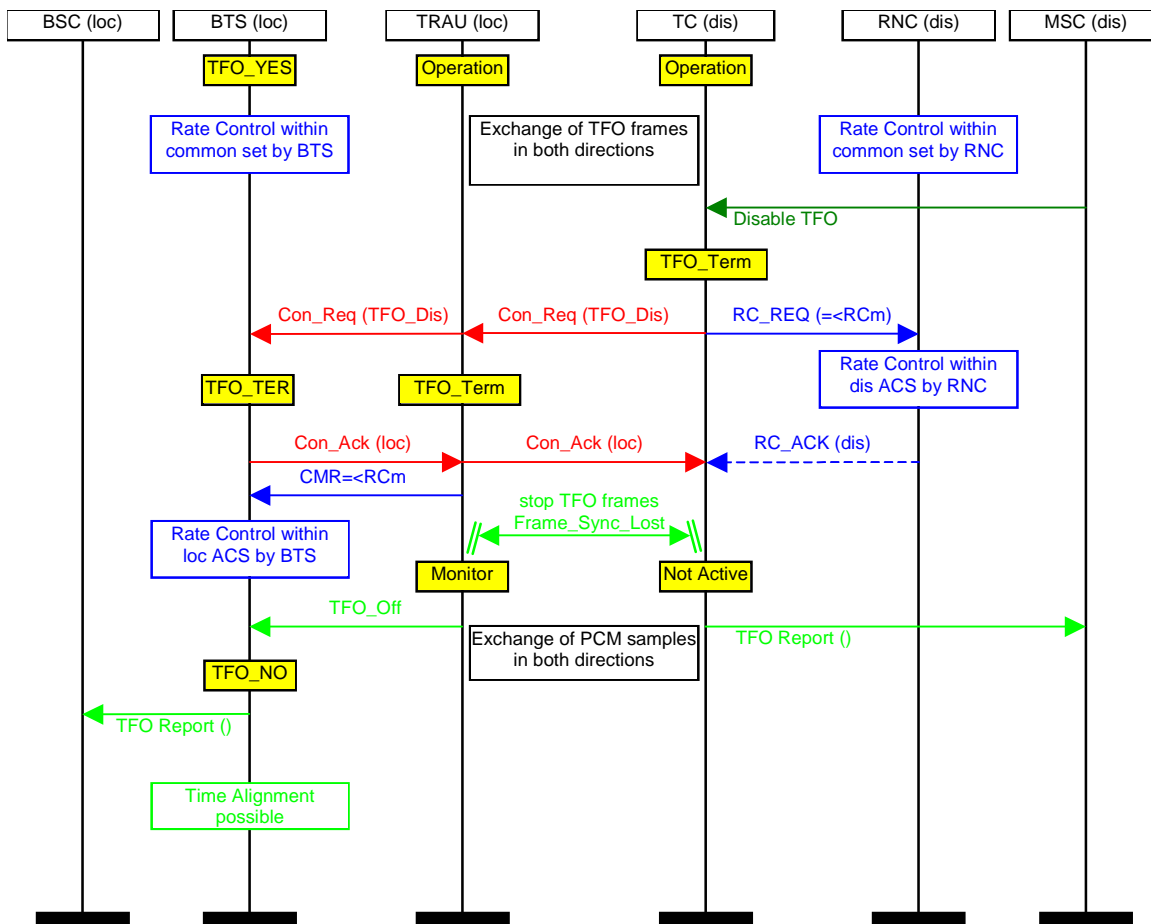 BSC (loc)
BTS (loc)
TRAU (loc)
TC (dis)
RNC (dis)
MSC (dis)
TFO_YES
Operation
Operation
Rate Control within
common set by BTS
Exchange of TFO frames
in both directions
Rate Control within
common set by RNC
Disable TFO
TFO_Term
Con_Req (TFO_Dis)
Con_Req (TFO_Dis)
RC_REQ (=<RCm)
TFO_TER
TFO_Term
Rate Control within
dis ACS by RNC
Con_Ack (loc)
Con_Ack (loc)
RC_ACK (dis)
CMR=<RCm
stop TFO frames
Frame_Sync_Lost
Rate Control within
loc ACS by BTS
Monitor
Not Active
TFO_Off
Exchange of PCM samples
in both directions
TFO Report ()
TFO_NO
TFO Report ()
Time Alignment
possible